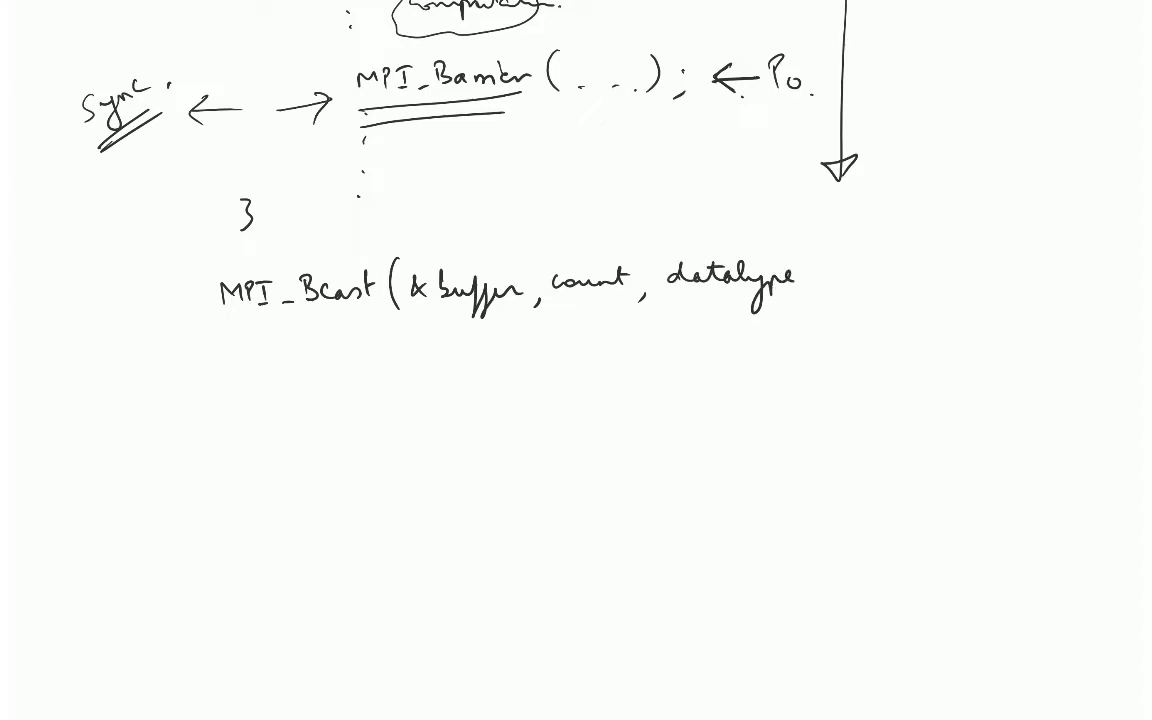 Sync. ← → MPI_Barrier (. . . .) ; ← P0.
}
MPI_Bcast (& buffer, count, datatype